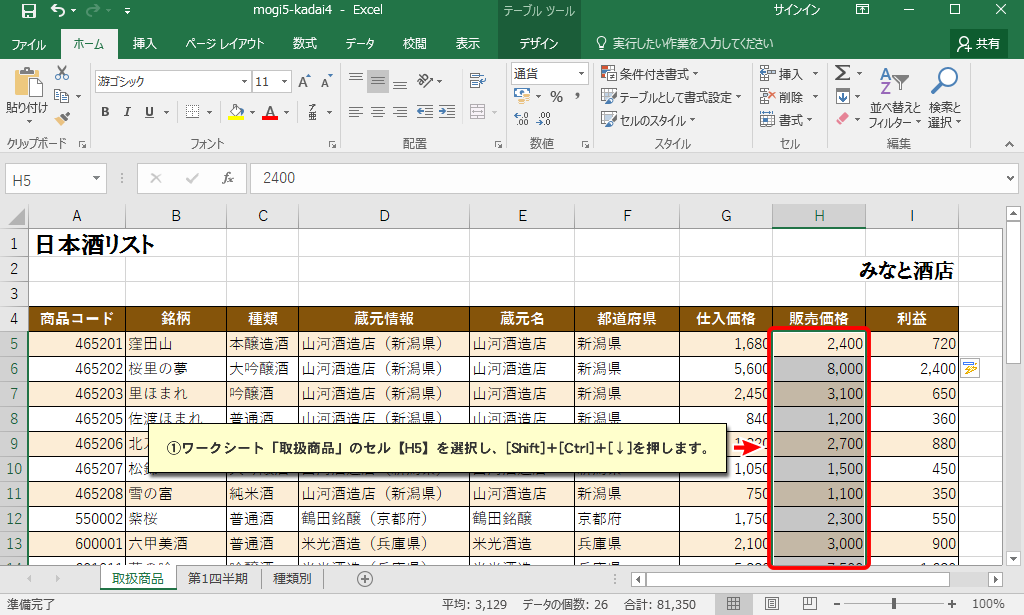 mogi5-kadai4 - Excel
テーブル ツール
サインイン
ファイル ホーム 挿入 ページ レイアウト 数式 データ 校閲 表示 デザイン 実行したい作業を入力してください 共有
貼り付け
游ゴシック 11
B I U
A A
通貨
% ,
条件付き書式
テーブルとして書式設定
セルのスタイル
挿入
削除
書式
並べ替えと
フィルター
検索と
選択
クリップボード フォント 配置 数値 スタイル セル 編集
H5 fx 2400
A B C D E F G H I
1 日本酒リスト
2 みなと酒店
3
4 商品コード 銘柄 種類 蔵元情報 蔵元名 都道府県 仕入価格 販売価格 利益
5 465201 窪田山 本醸造酒 山河酒造店（新潟県） 山河酒造店 新潟県 1,680 2,400 720
6 465202 桜里の夢 大吟醸酒 山河酒造店（新潟県） 山河酒造店 新潟県 5,600 8,000 2,400
7 465203 里ほまれ 吟醸酒 山河酒造店（新潟県） 山河酒造店 新潟県 2,450 3,100 650
8 465205 佐渡ほまれ 普通酒 山河酒造店（新潟県） 山河酒造店 新潟県 840 1,200 360
9 465206 2,700 880
①ワークシート「取扱商品」のセル【H5】を選択し、[Shift]+[Ctrl]+[↓]を押します。
10 465207 1,050 1,500 450
11 465208 雪の富 純米酒 山河酒造店（新潟県） 山河酒造店 新潟県 750 1,100 350
12 550002 紫桜 普通酒 鶴田銘醸（京都府） 鶴田銘醸 京都府 1,750 2,300 550
13 600001 六甲美酒 普通酒 米光酒造（兵庫県） 米光酒造 兵庫県 2,100 3,000 900
取扱商品 第1四半期 種類別
準備完了 平均: 3,129 データの個数: 26 合計: 81,350 100%